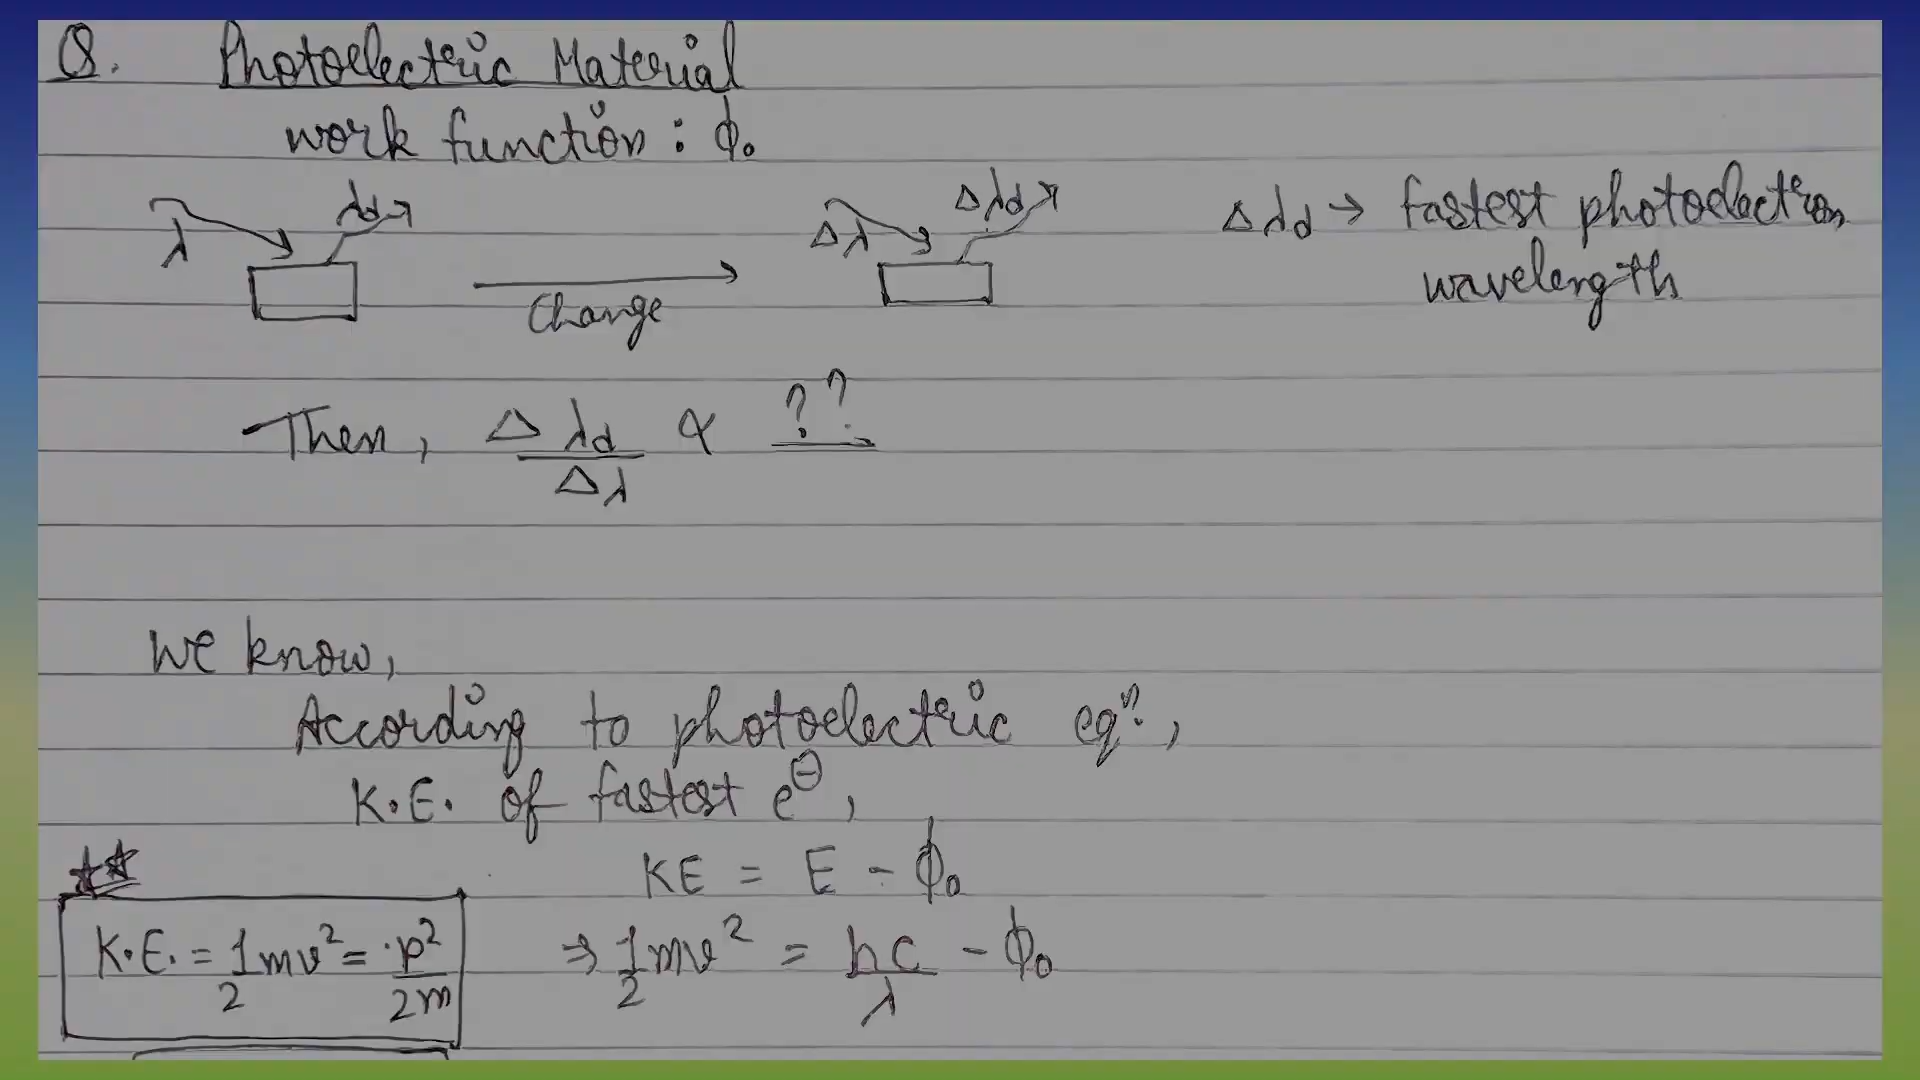 Q. Photoelectric Material
work function : ϕ₀
λ λd Change Δλ Δλd Δλd → fastest photoelectron
wavelength
Then, Δλd/Δλ ∝ ??
We know,
According to photoelectric eqⁿ.,
K.E. of fastest e⊖,
KE = E - ϕ₀
K.E. = 1/2 mv² = p²/2m ⇒ 1/2 mv² = hc/λ - ϕ₀